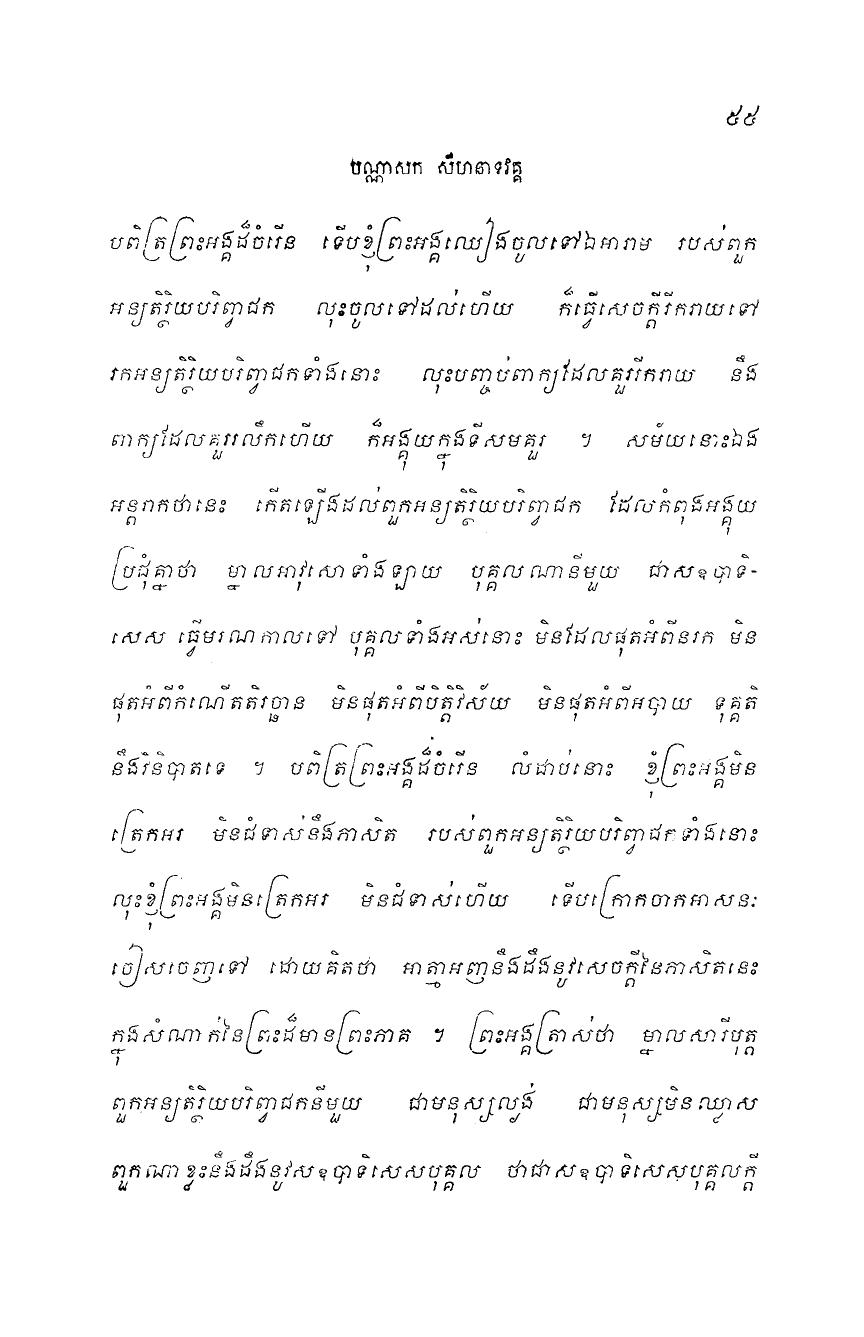 ៥៥
បណ្ណាសក សីហនាទវគ្គ
បពិត្រព្រះអង្គដ៏ចំរើន ទើបខ្ញុំព្រះអង្គឈៀងចូលទៅឯអារាម របស់ពួក
អន្យតិរ្ថិយបរិព្វាជក លុះចូលទៅដល់ហើយ ក៏ធ្វើសេចក្តីរីករាយទៅ
រកអន្យតិរ្ថិយបរិព្វាជកទាំងនោះ លុះបញ្ចប់ពាក្យដែលគួររីករាយ នឹង
ពាក្យដែលគួររលឹកហើយ ក៏អង្គុយក្នុងទីសមគួរ ។ សម័យនោះឯង
អន្តរាកថានេះ កើតឡើងដល់ពួកអន្យតិរ្ថិយបរិព្វាជក ដែលកំពុងអង្គុយ
ប្រជុំគ្នាថា ម្នាលអាវុសោទាំងឡាយ បុគ្គលណានីមួយ ជាសឧបាទិ-
សេស ធ្វើមរណកាលទៅ បុគ្គលទាំងអស់នោះ មិនដែលផុតអំពីនរក មិន
ផុតអំពីកំណើតតិរច្ឆាន មិនផុតអំពីបិត្តិវិស័យ មិនផុតអំពីអបាយ ទុគ្គតិ
នឹងវិនិបាតទេ ។ បពិត្រព្រះអង្គដ៏ចំរើន លំដាប់នោះ ខ្ញុំព្រះអង្គមិន
ត្រេកអរ មិនជំទាស់នឹងភាសិត របស់ពួកអន្យតិរ្ថិយបរិព្វាជកទាំងនោះ
លុះខ្ញុំព្រះអង្គមិនត្រេកអរ មិនជំទាស់ហើយ ទើបក្រោកចាកអាសនៈ
ចៀសចេញទៅ ដោយគិតថា អាត្មាអញនឹងដឹងនូវសេចក្តីនៃភាសិតនេះ
ក្នុងសំណាក់នៃព្រះដ៏មានព្រះភាគ ។ ព្រះអង្គត្រាស់ថា ម្នាលសារីបុត្ត
ពួកអន្យតិរ្ថិយបរិព្វាជកនីមួយ ជាមនុស្សល្ងង់ ជាមនុស្សមិនឈ្លាស
ពួកណាខ្លះនឹងដឹងនូវសឧបាទិសេសបុគ្គល ថាជាសឧបាទិសេសបុគ្គលក្តី